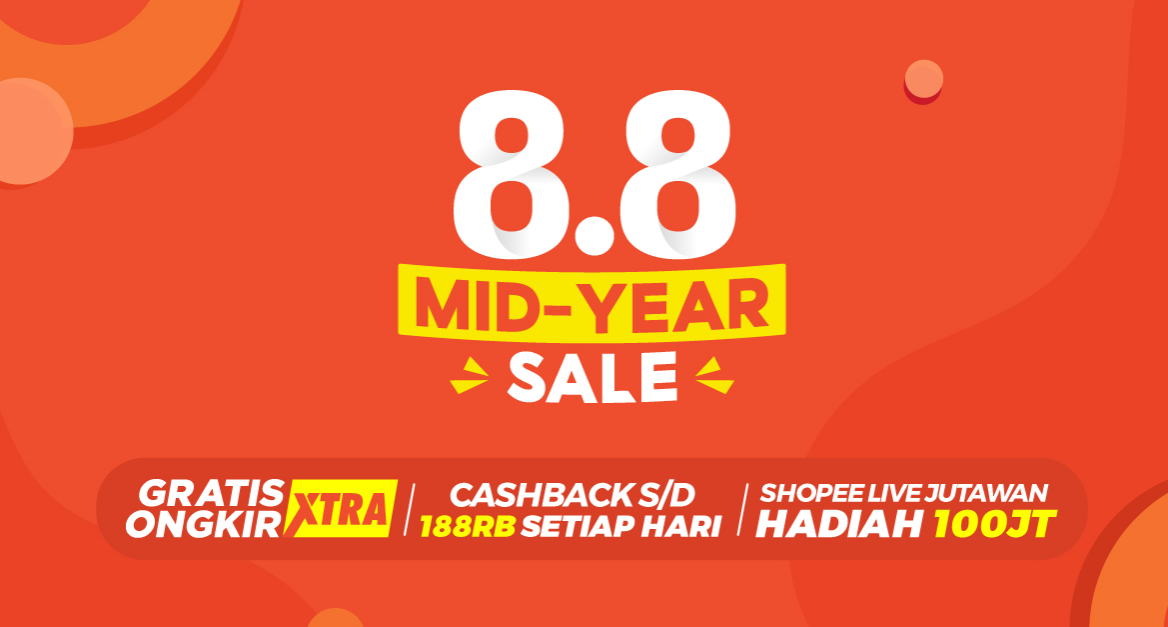 8.8
MID-YEAR
SALE
GRATIS
ONGKIR XTRA
CASHBACK S/D
188RB SETIAP HARI
SHOPEE LIVE JUTAWAN
HADIAH 100JT